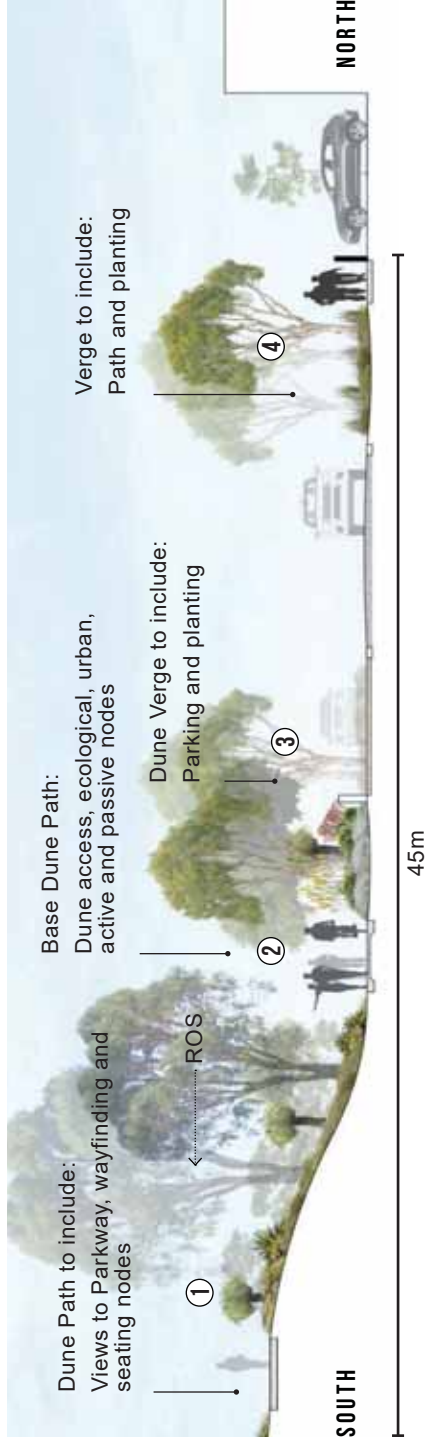 Dune Path to include:
Views to Parkway, wayfinding and
seating nodes
Base Dune Path:
Dune access, ecological, urban,
active and passive nodes
Dune Verge to include:
Parking and planting
Verge to include:
Path and planting
ROS
1
2
3
4
SOUTH
NORTH
45m